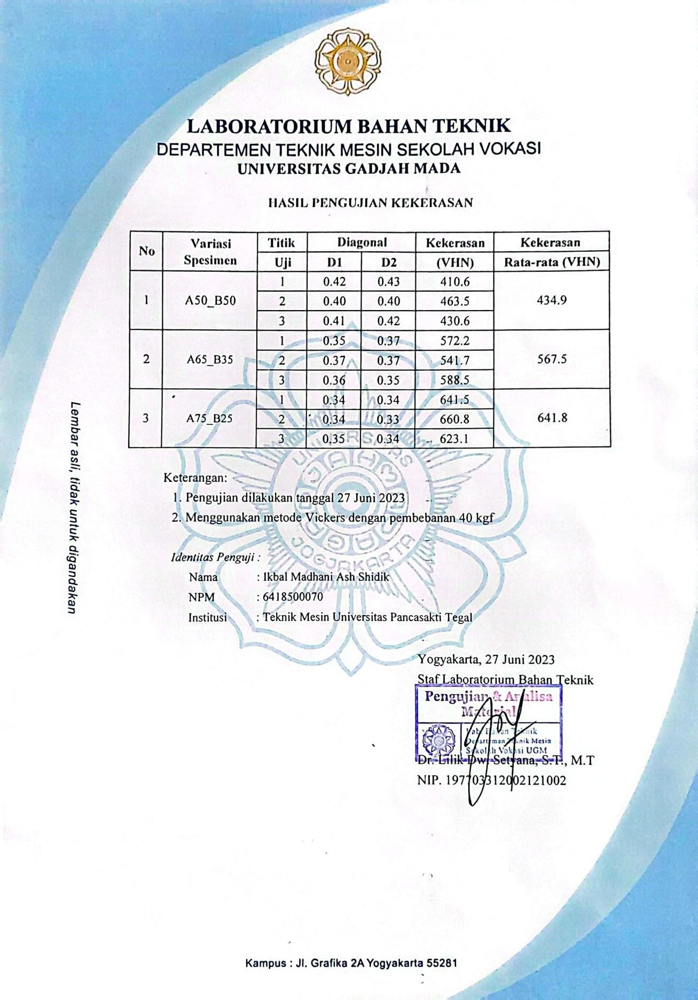 LABORATORIUM BAHAN TEKNIK
DEPARTEMEN TEKNIK MESIN SEKOLAH VOKASI
UNIVERSITAS GADJAH MADA
HASIL PENGUJIAN KEKERASAN
No Variasi Spesimen Titik Uji Diagonal Kekerasan (VHN) Kekerasan Rata-rata (VHN)
D1 D2
1 A50_B50 1 0.42 0.43 410.6 434.9
2 0.40 0.40 463.5
3 0.41 0.42 430.6
2 A65_B35 1 0.35 0.37 572.2 567.5
2 0.37 0.37 541.7
3 0.36 0.35 588.5
3 A75_B25 1 0.34 0.34 641.5 641.8
2 0.34 0.33 660.8
3 0.35 0.34 623.1
Keterangan:
1. Pengujian dilakukan tanggal 27 Juni 2023
2. Menggunakan metode Vickers dengan pembebanan 40 kgf
Identitas Penguji :
Nama : Ikbal Madhani Ash Shidik
NPM : 6418500070
Institusi : Teknik Mesin Universitas Pancasakti Tegal
Yogyakarta, 27 Juni 2023
Staf Laboratorium Bahan Teknik
Pengujian & Analisa
Material
Lab. Bahan Teknik
Departemen Teknik Mesin
Sekolah Vokasi UGM
Dr. Lilik Dwi Setyana, S.T., M.T
NIP. 197703312002121002
Lembar asli, tidak untuk digandakan
Kampus : Jl. Grafika 2A Yogyakarta 55281